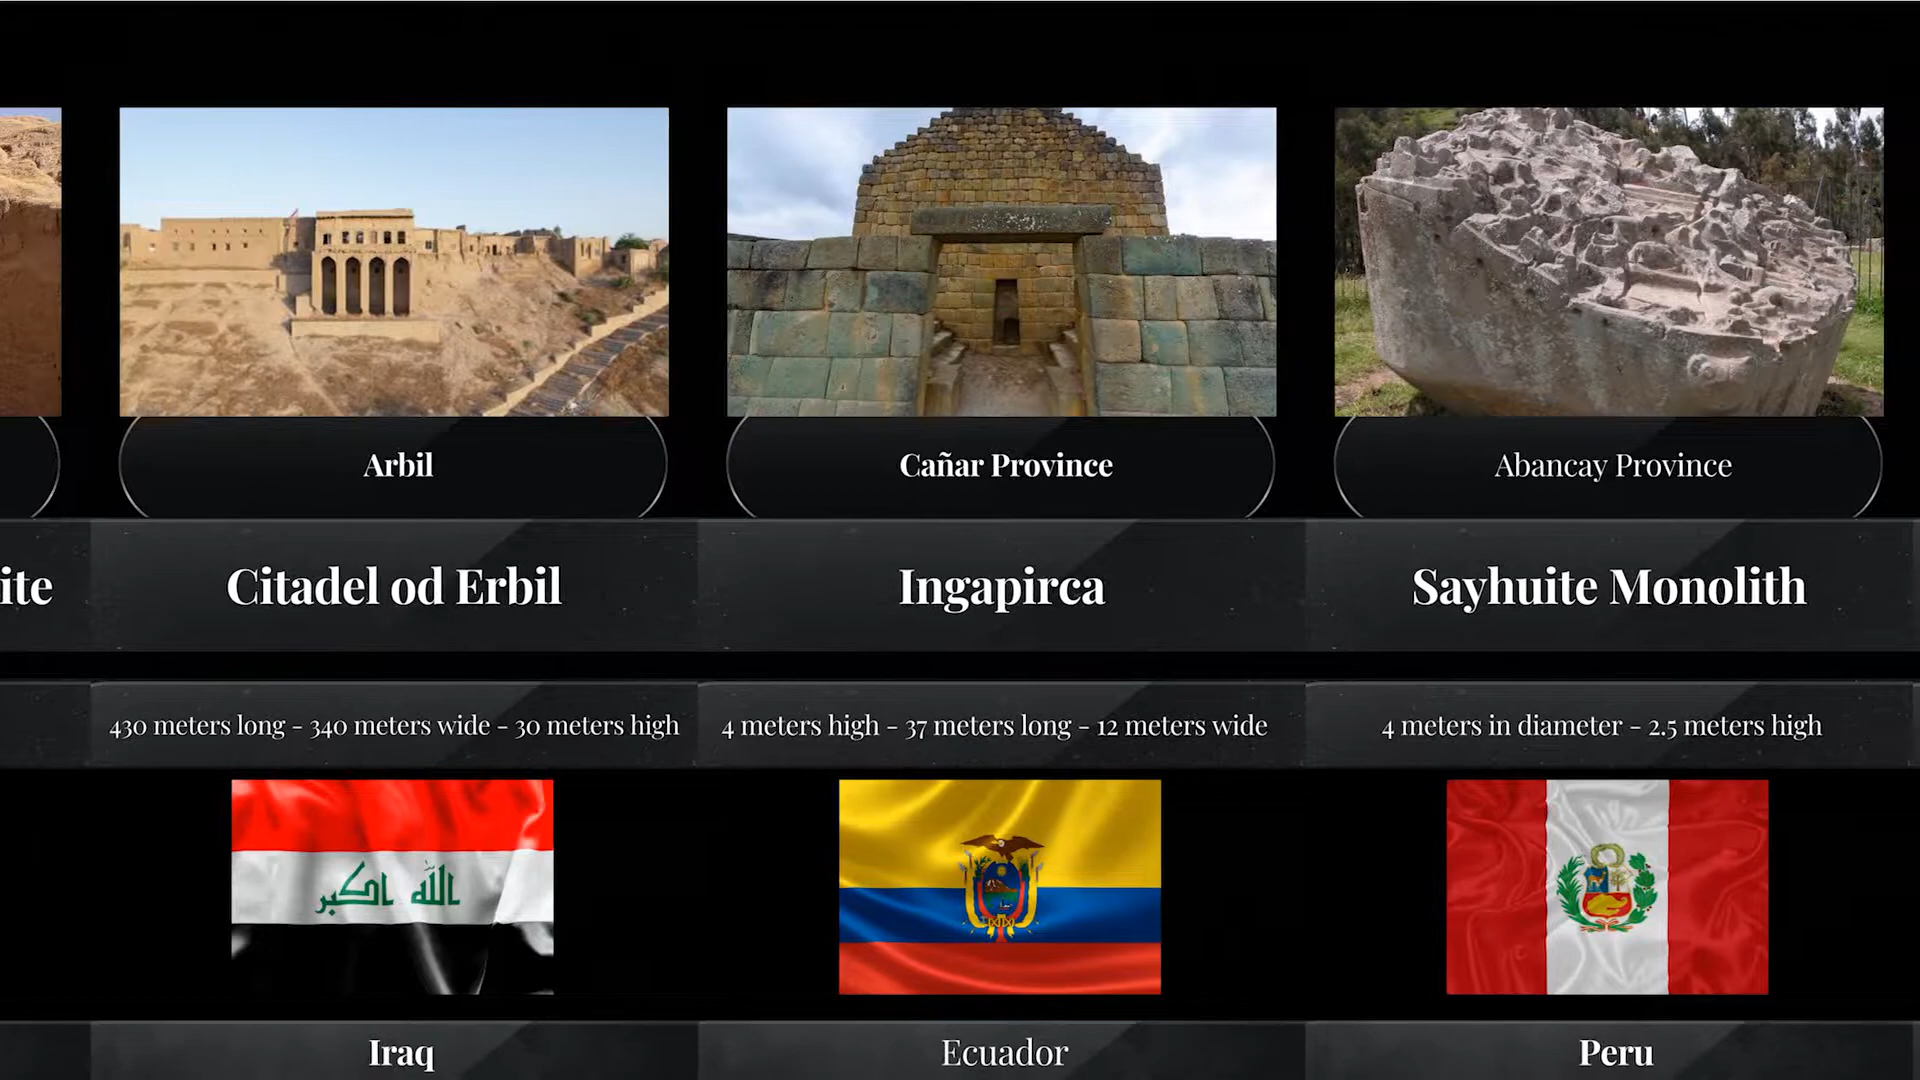 Arbil
Cañar Province
Abancay Province
ite
Citadel od Erbil
Ingapirca
Sayhuite Monolith
430 meters long - 340 meters wide - 30 meters high
4 meters high - 37 meters long - 12 meters wide
4 meters in diameter - 2.5 meters high
الله اكبر
Iraq
Ecuador
Peru